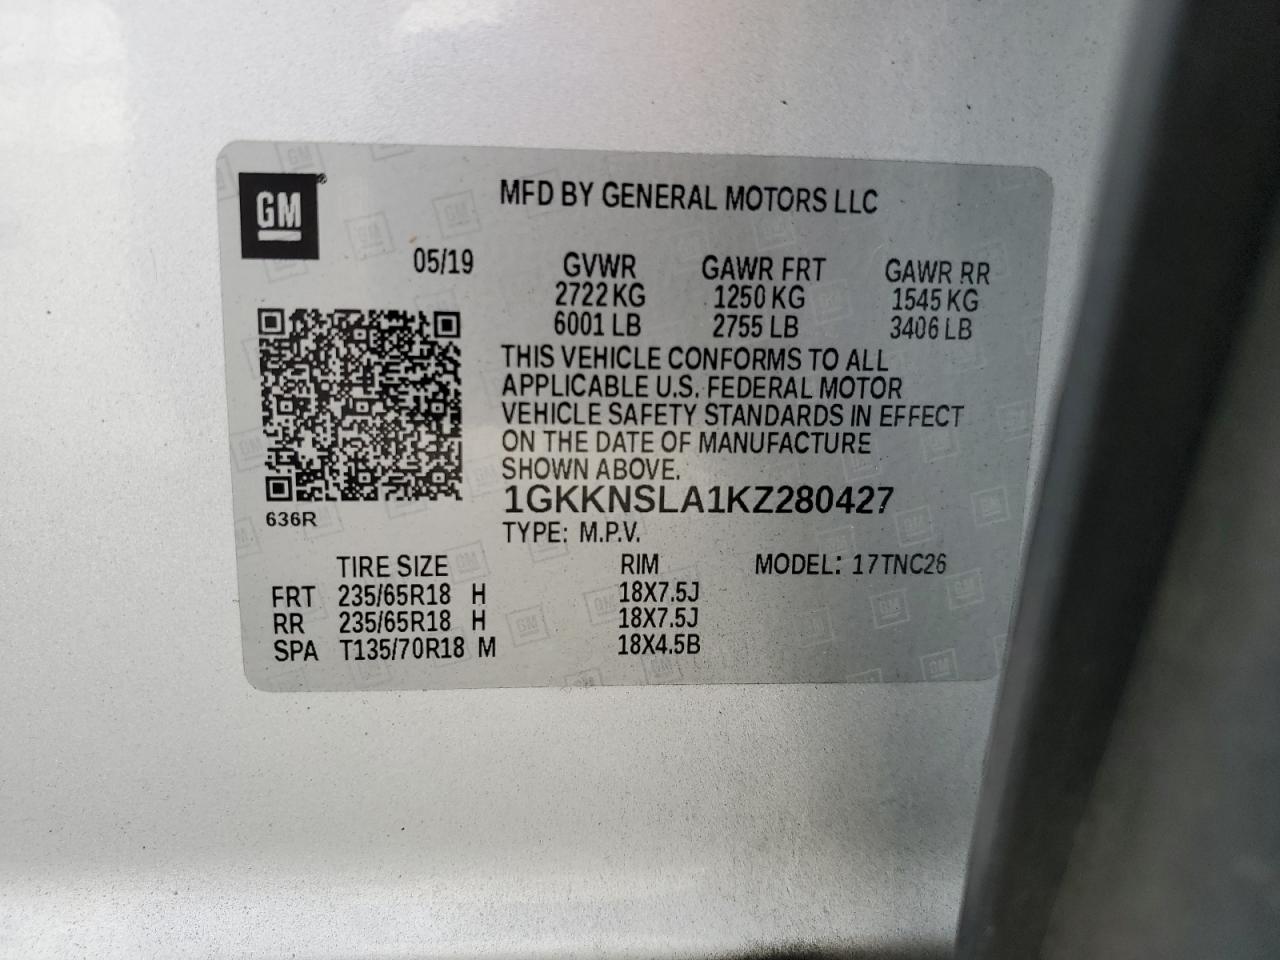 GM®
MFD BY GENERAL MOTORS LLC
05/19
GVWR GAWR FRT GAWR RR
2722 KG 1250 KG 1545 KG
6001 LB 2755 LB 3406 LB
THIS VEHICLE CONFORMS TO ALL
APPLICABLE U.S. FEDERAL MOTOR
VEHICLE SAFETY STANDARDS IN EFFECT
ON THE DATE OF MANUFACTURE
SHOWN ABOVE.
1GKKNSLA1KZ280427
636R
TYPE: M.P.V.
TIRE SIZE RIM MODEL: 17TNC26
FRT 235/65R18 H 18X7.5J
RR 235/65R18 H 18X7.5J
SPA T135/70R18 M 18X4.5B